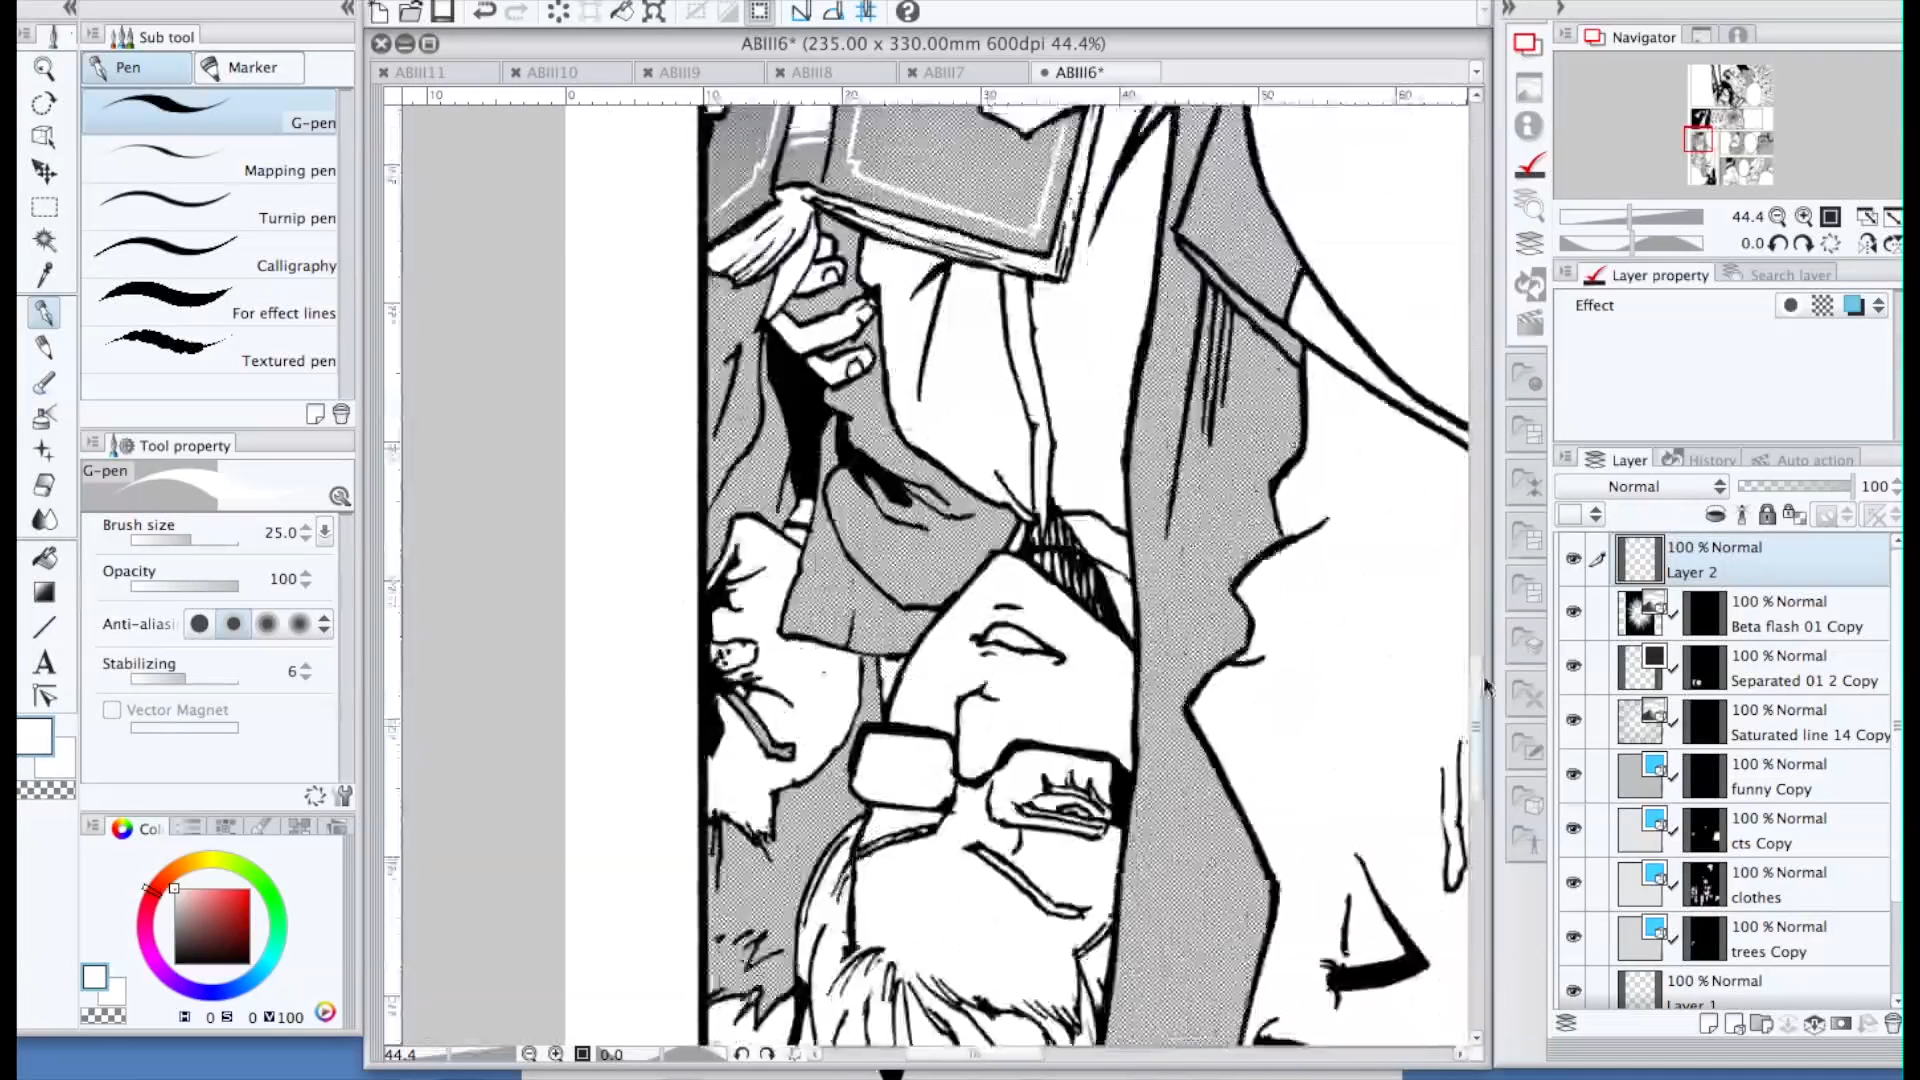 Sub tool
Pen
Marker
G-pen
Mapping pen
Turnip pen
Calligraphy
For effect lines
Textured pen
Tool property
G-pen
Brush size
25.0
Opacity
100
Anti-aliasi
Stabilizing
6
Vector Magnet
Col
H 0 S 0 V 100
ABIII6* (235.00 x 330.00mm 600dpi 44.4%)
ABIII11
ABIII10
ABIII9
ABIII8
ABIII7
ABIII6*
10
0
10
20
30
40
50
60
44.4
0.0
Navigator
44.4
0.0
Layer property
Search layer
Effect
Layer
History
Auto action
Normal
100
100 % Normal
Layer 2
100 % Normal
Beta flash 01 Copy
100 % Normal
Separated 01 2 Copy
100 % Normal
Saturated line 14 Copy
100 % Normal
funny Copy
100 % Normal
cts Copy
100 % Normal
clothes
100 % Normal
trees Copy
100 % Normal
Layer 1